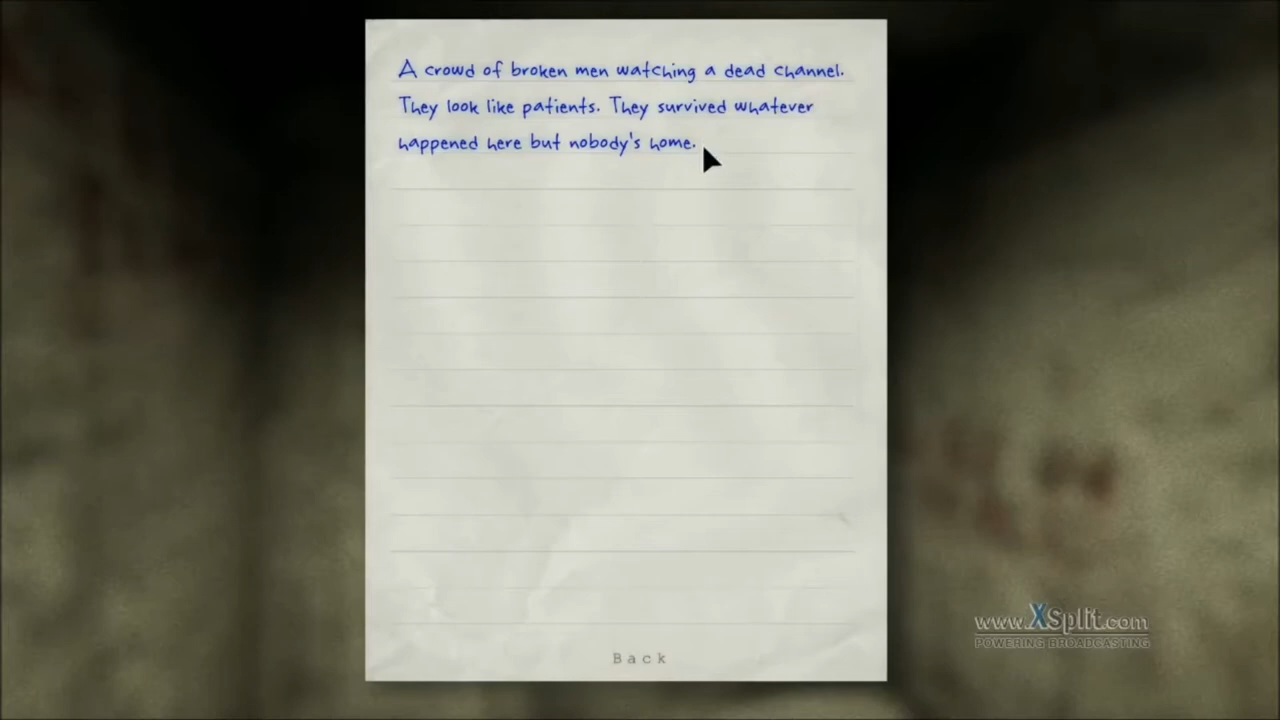 A crowd of broken men watching a dead channel.
They look like patients. They survived whatever
happened here but nobody's home.
www.XSplit.com
POWERING BROADCASTING
Back